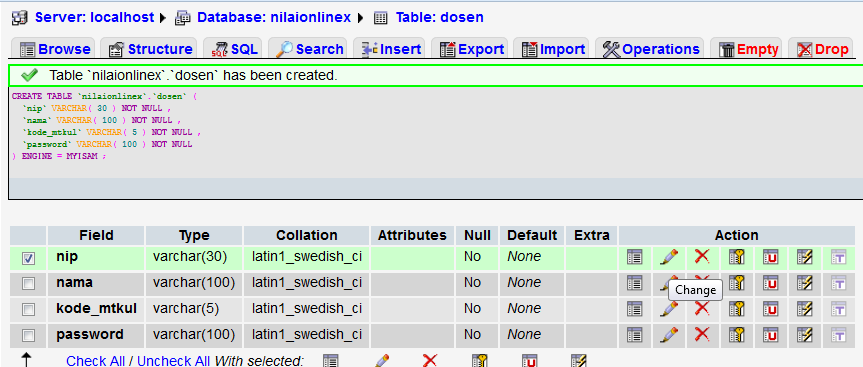 Server: localhost Database: nilaionlinex Table: dosen
Browse Structure SQL Search Insert Export Import Operations Empty Drop
Table `nilaionlinex`.`dosen` has been created.
CREATE TABLE `nilaionlinex`.`dosen` (
`nip` VARCHAR( 30 ) NOT NULL ,
`nama` VARCHAR( 100 ) NOT NULL ,
`kode_mtkul` VARCHAR( 5 ) NOT NULL ,
`password` VARCHAR( 100 ) NOT NULL
) ENGINE = MYISAM ;
Field Type Collation Attributes Null Default Extra Action
nip varchar(30) latin1_swedish_ci No None
nama varchar(100) latin1_swedish_ci No None
Change
kode_mtkul varchar(5) latin1_swedish_ci No None
password varchar(100) latin1_swedish_ci No None
Check All / Uncheck All With selected: